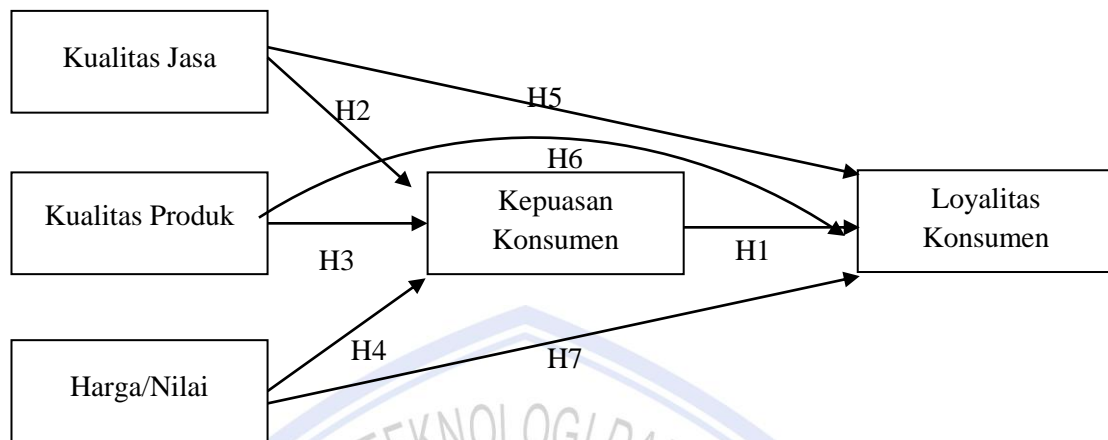 Kualitas Jasa
H5
H2
H6
Kualitas Produk
Kepuasan
Konsumen
Loyalitas
Konsumen
H3
H1
H4
H7
Harga/Nilai
TEKNOLOGI DA